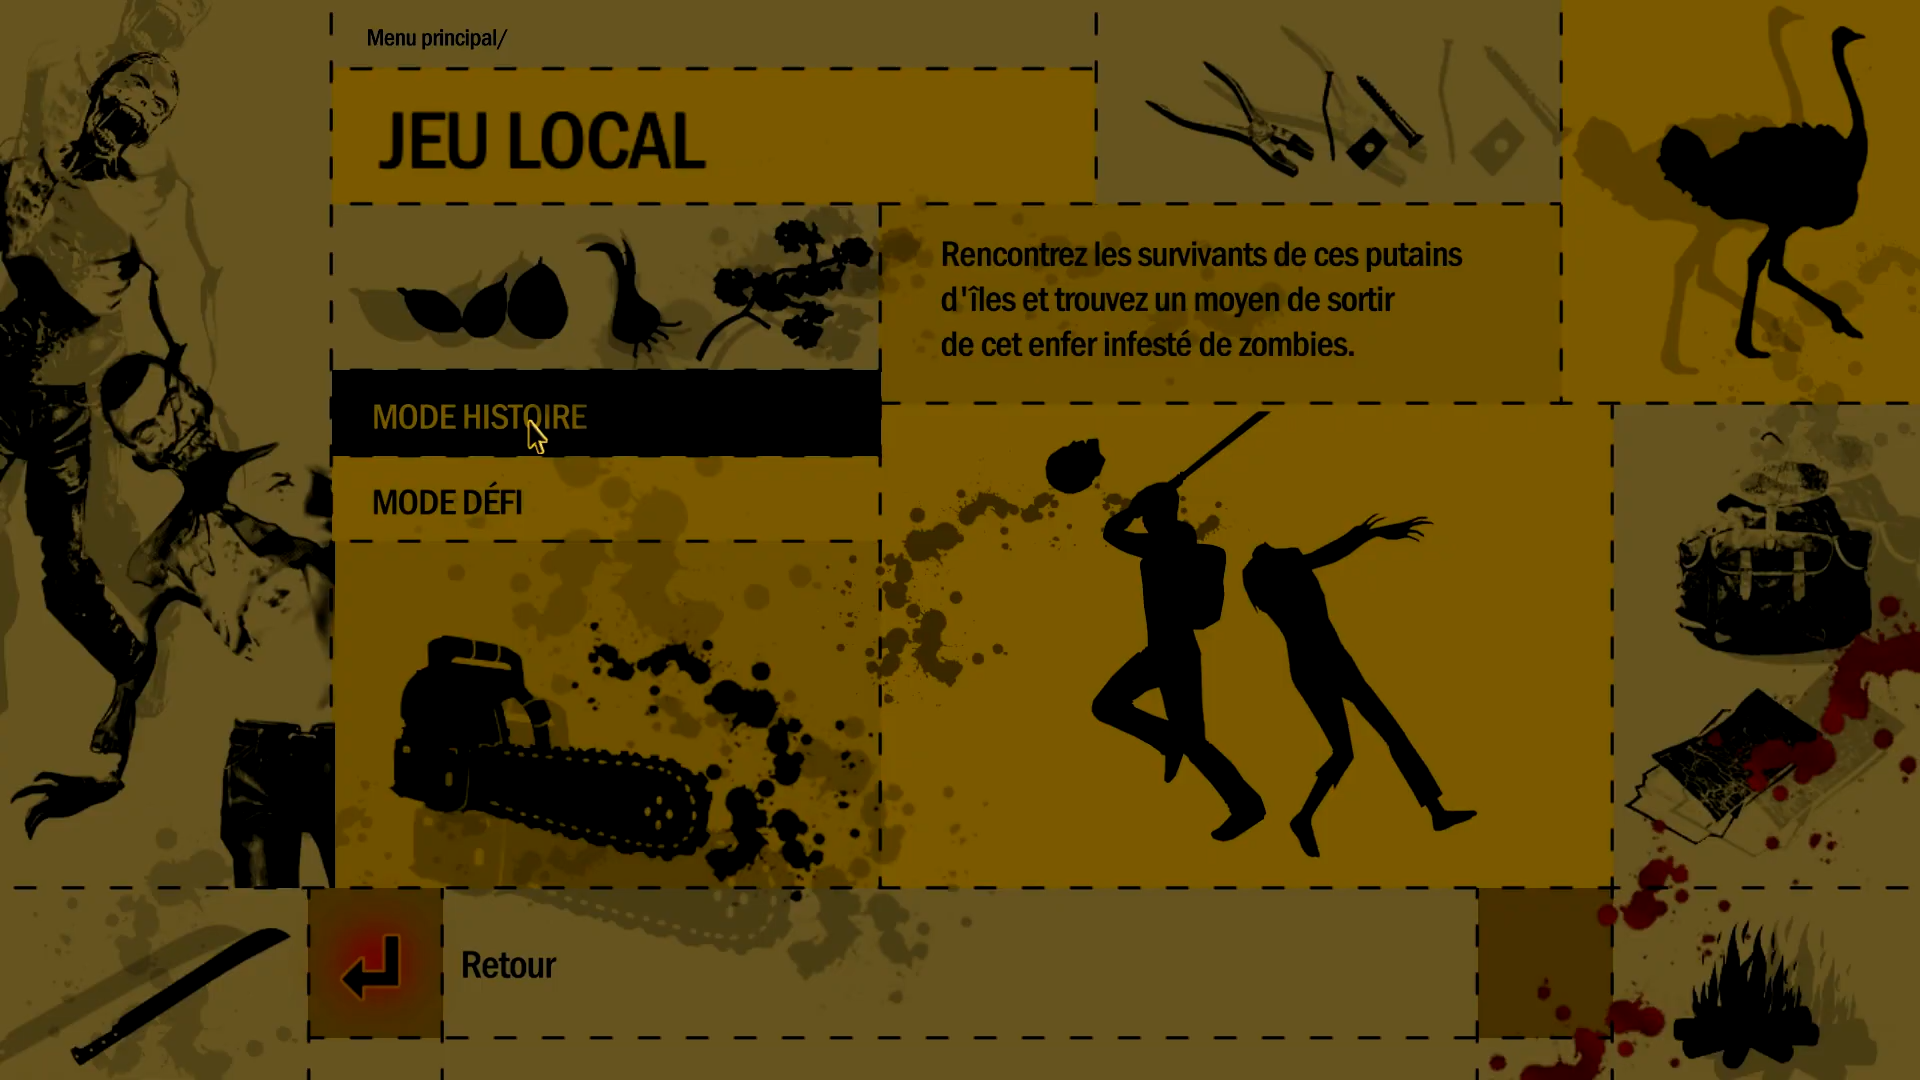 Menu principal/
JEU LOCAL
Rencontrez les survivants de ces putains
d'îles et trouvez un moyen de sortir
de cet enfer infesté de zombies.
MODE HISTOIRE
MODE DÉFI
Retour